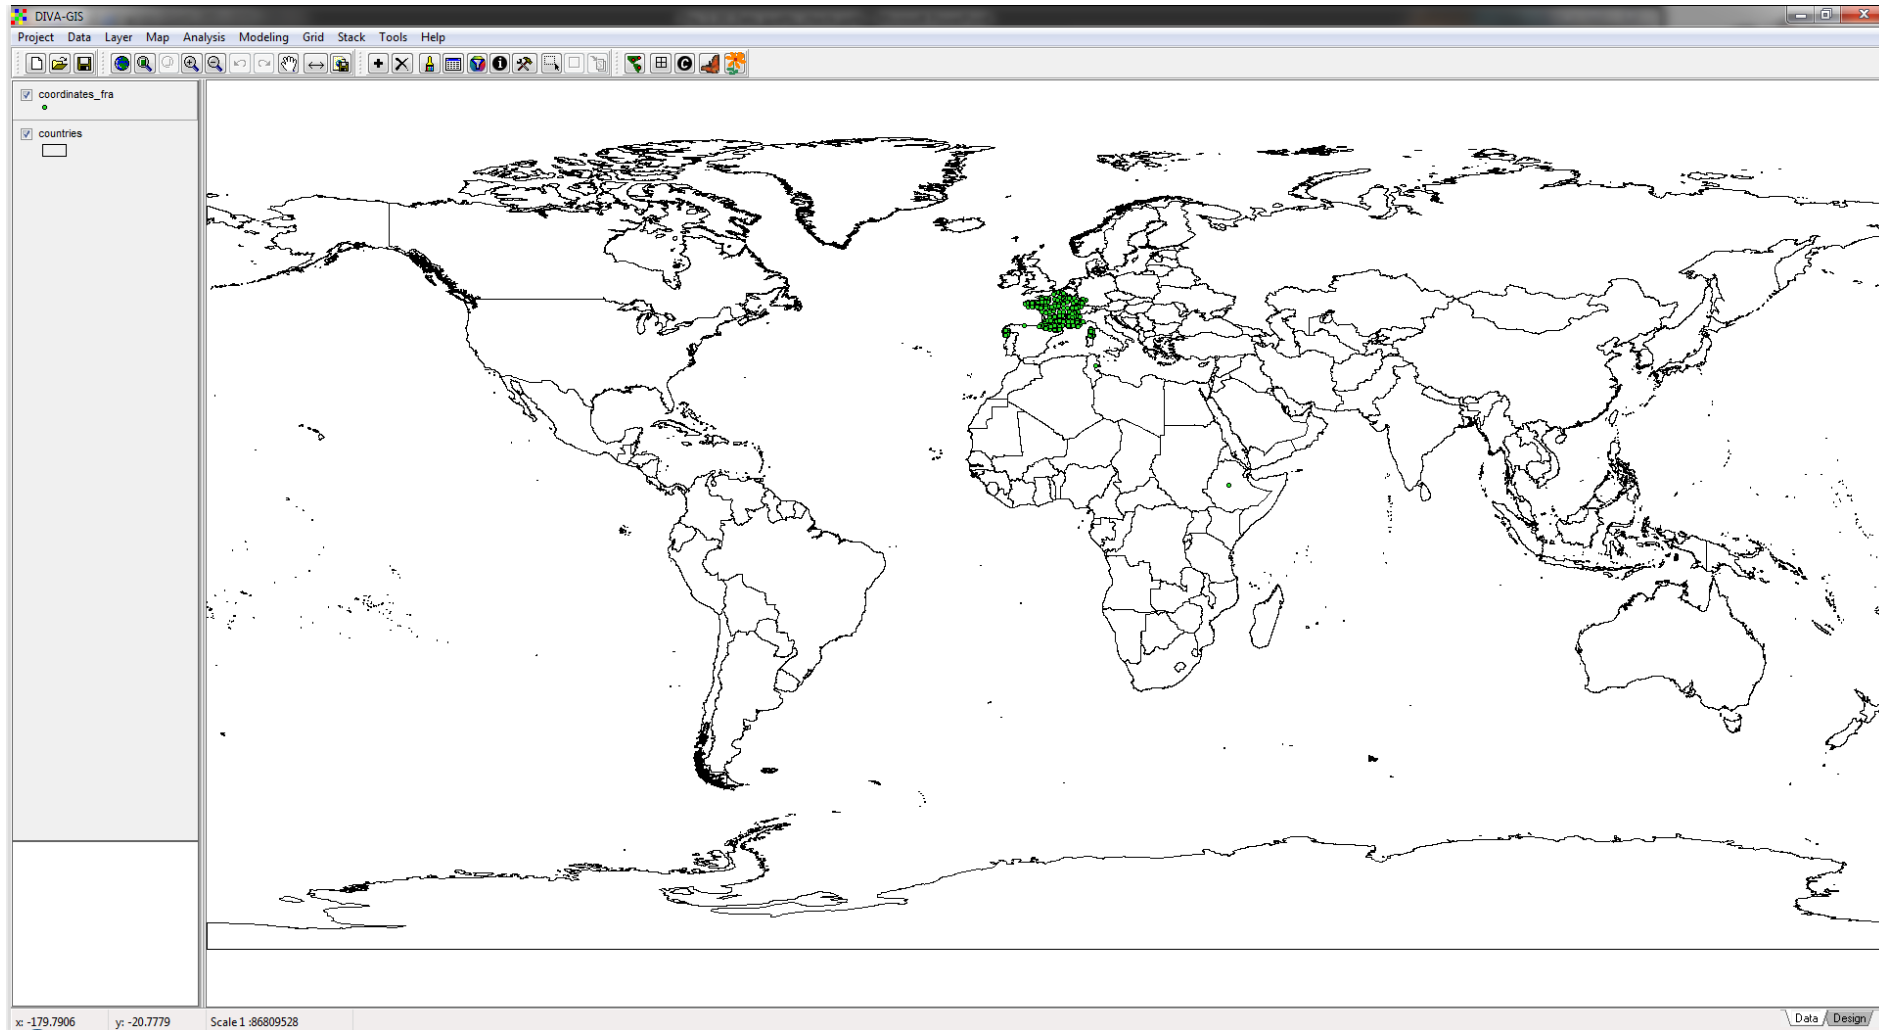 DIVA-GIS
Project Data Layer Map Analysis Modeling Grid Stack Tools Help
coordinates_fra
countries
x: -179.7906 y: -20.7779 Scale 1 :86809528
Data Design